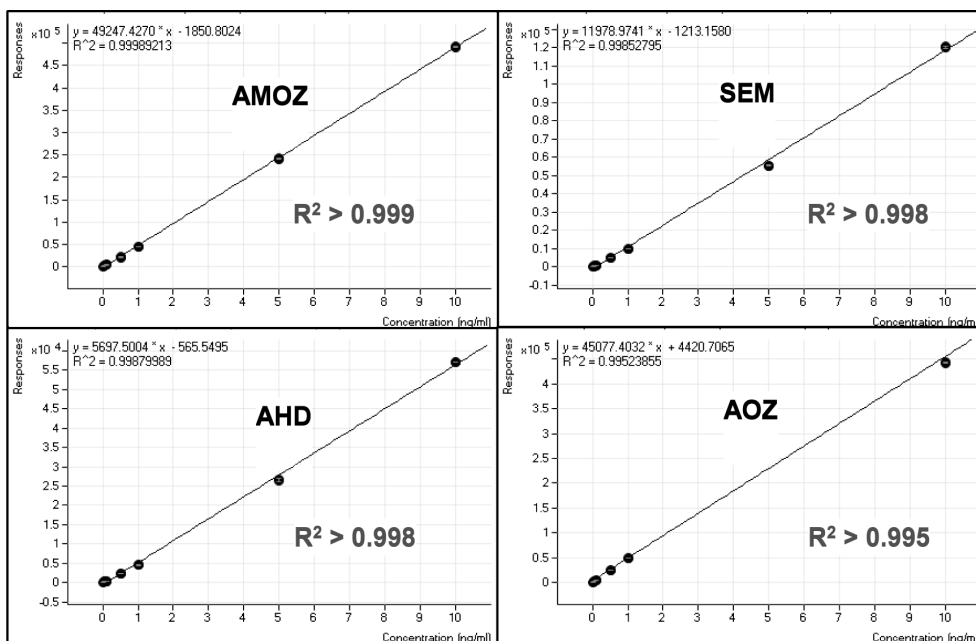 y = 49247.4270 * x - 1850.8024
R^2 = 0.99989213
Responses
x10 5
4.5
4
3.5
3
2.5
2
1.5
1
0.5
0
AMOZ
R² > 0.999
0 1 2 3 4 5 6 7 8 9 10
Concentration (ng/ml)
y = 11978.9741 * x - 1213.1580
R^2 = 0.99852795
Responses
x10 5
1.2
1.1
1
0.9
0.8
0.7
0.6
0.5
0.4
0.3
0.2
0.1
0
-0.1
SEM
R² > 0.998
0 1 2 3 4 5 6 7 8 9 10
Concentration (ng/ml)
y = 5697.5004 * x - 565.5495
R^2 = 0.99879989
Responses
x10 4
5.5
5
4.5
4
3.5
3
2.5
2
1.5
1
0.5
0
-0.5
AHD
R² > 0.998
0 1 2 3 4 5 6 7 8 9 10
Concentration (ng/ml)
y = 45077.4032 * x + 4420.7065
R^2 = 0.99523855
Responses
x10 5
4
3.5
3
2.5
2
1.5
1
0.5
0
AOZ
R² > 0.995
0 1 2 3 4 5 6 7 8 9 10
Concentration (ng/ml)